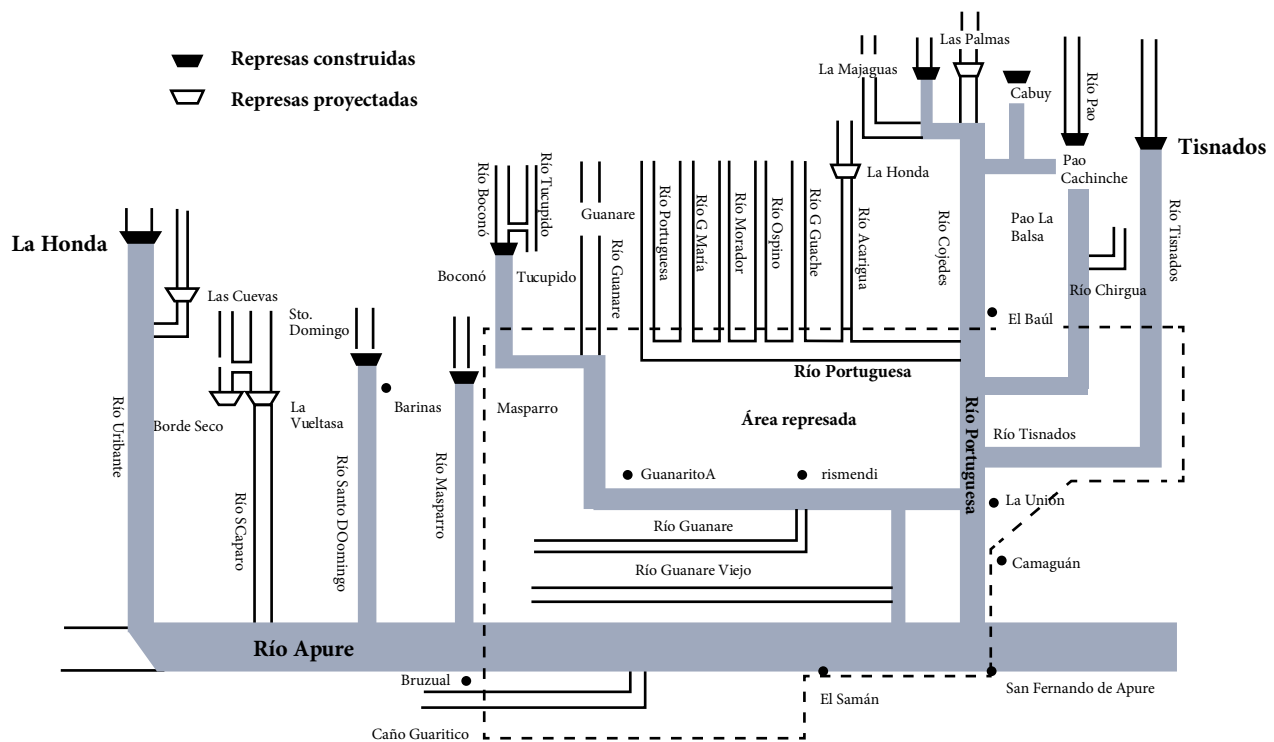 Represas construidas
Represas proyectadas
Las Palmas
La Majaguas
Cabuy
Río Pao
Tisnados
Pao
Cachinche
La Honda
Río Boconó
Río Tucupido
Guanare
Río Portuguesa
Río G María
Río Morador
Río Ospino
Río G Guache
Río Acarigua
Río Cojedes
Pao La
Balsa
Río Tisnados
La Honda
Boconó
Tucupido
Río Guanare
Río Chirgua
Las Cuevas
Sto.
Domingo
El Baúl
Río Portuguesa
Borde Seco
La
Vueltasa
Barinas
Masparro
Área represada
Río Uribante
Río SCaparo
Río Santo DOomingo
Río Masparro
Río Portuguesa
Río Tisnados
GuanaritoA
rismendi
La Unión
Río Guanare
Río Guanare Viejo
Camaguán
Río Apure
Bruzual
El Samán
San Fernando de Apure
Caño Guaritico